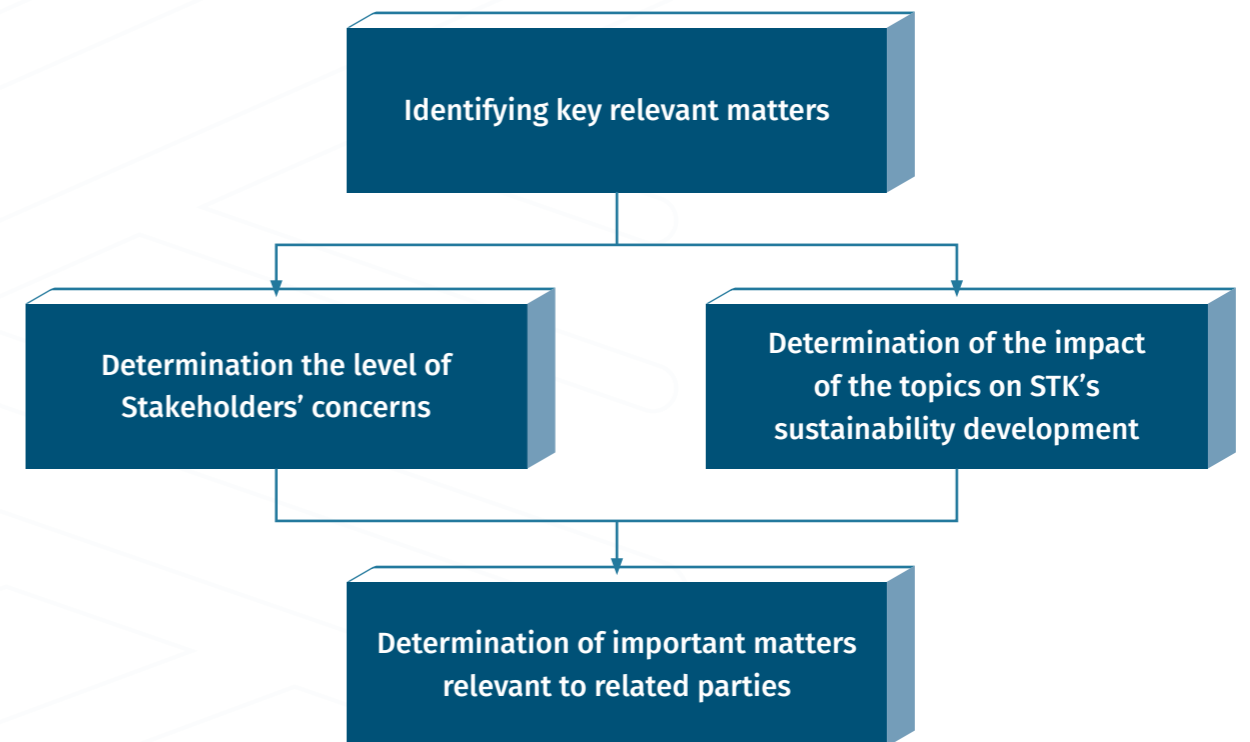 Identifying key relevant matters
Determination the level of
Stakeholders’ concerns
Determination of the impact
of the topics on STK’s
sustainability development
Determination of important matters
relevant to related parties